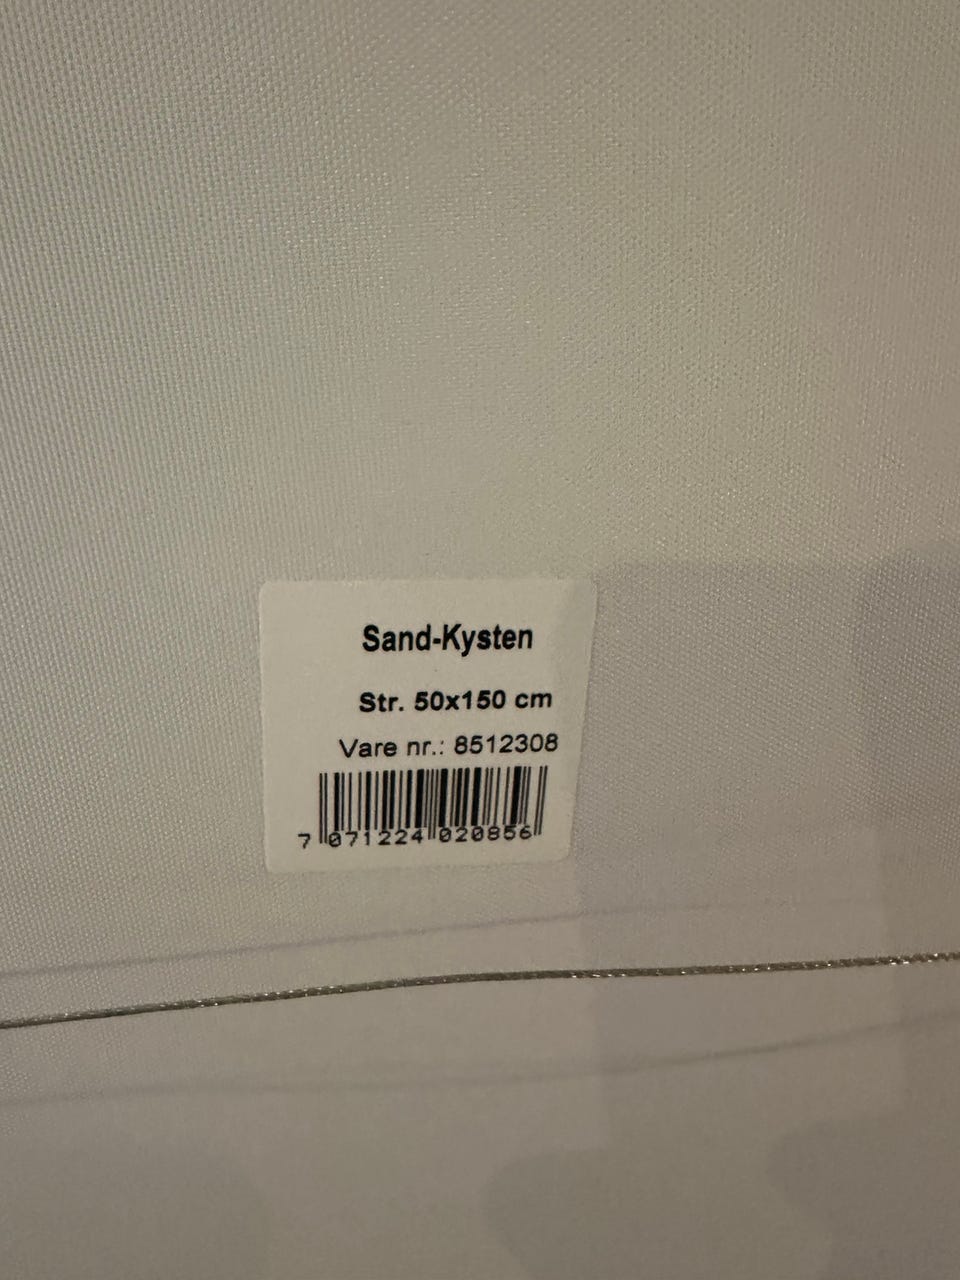 Sand-Kysten
Str. 50x150 cm
Vare nr.: 8512308
7 071224 020856